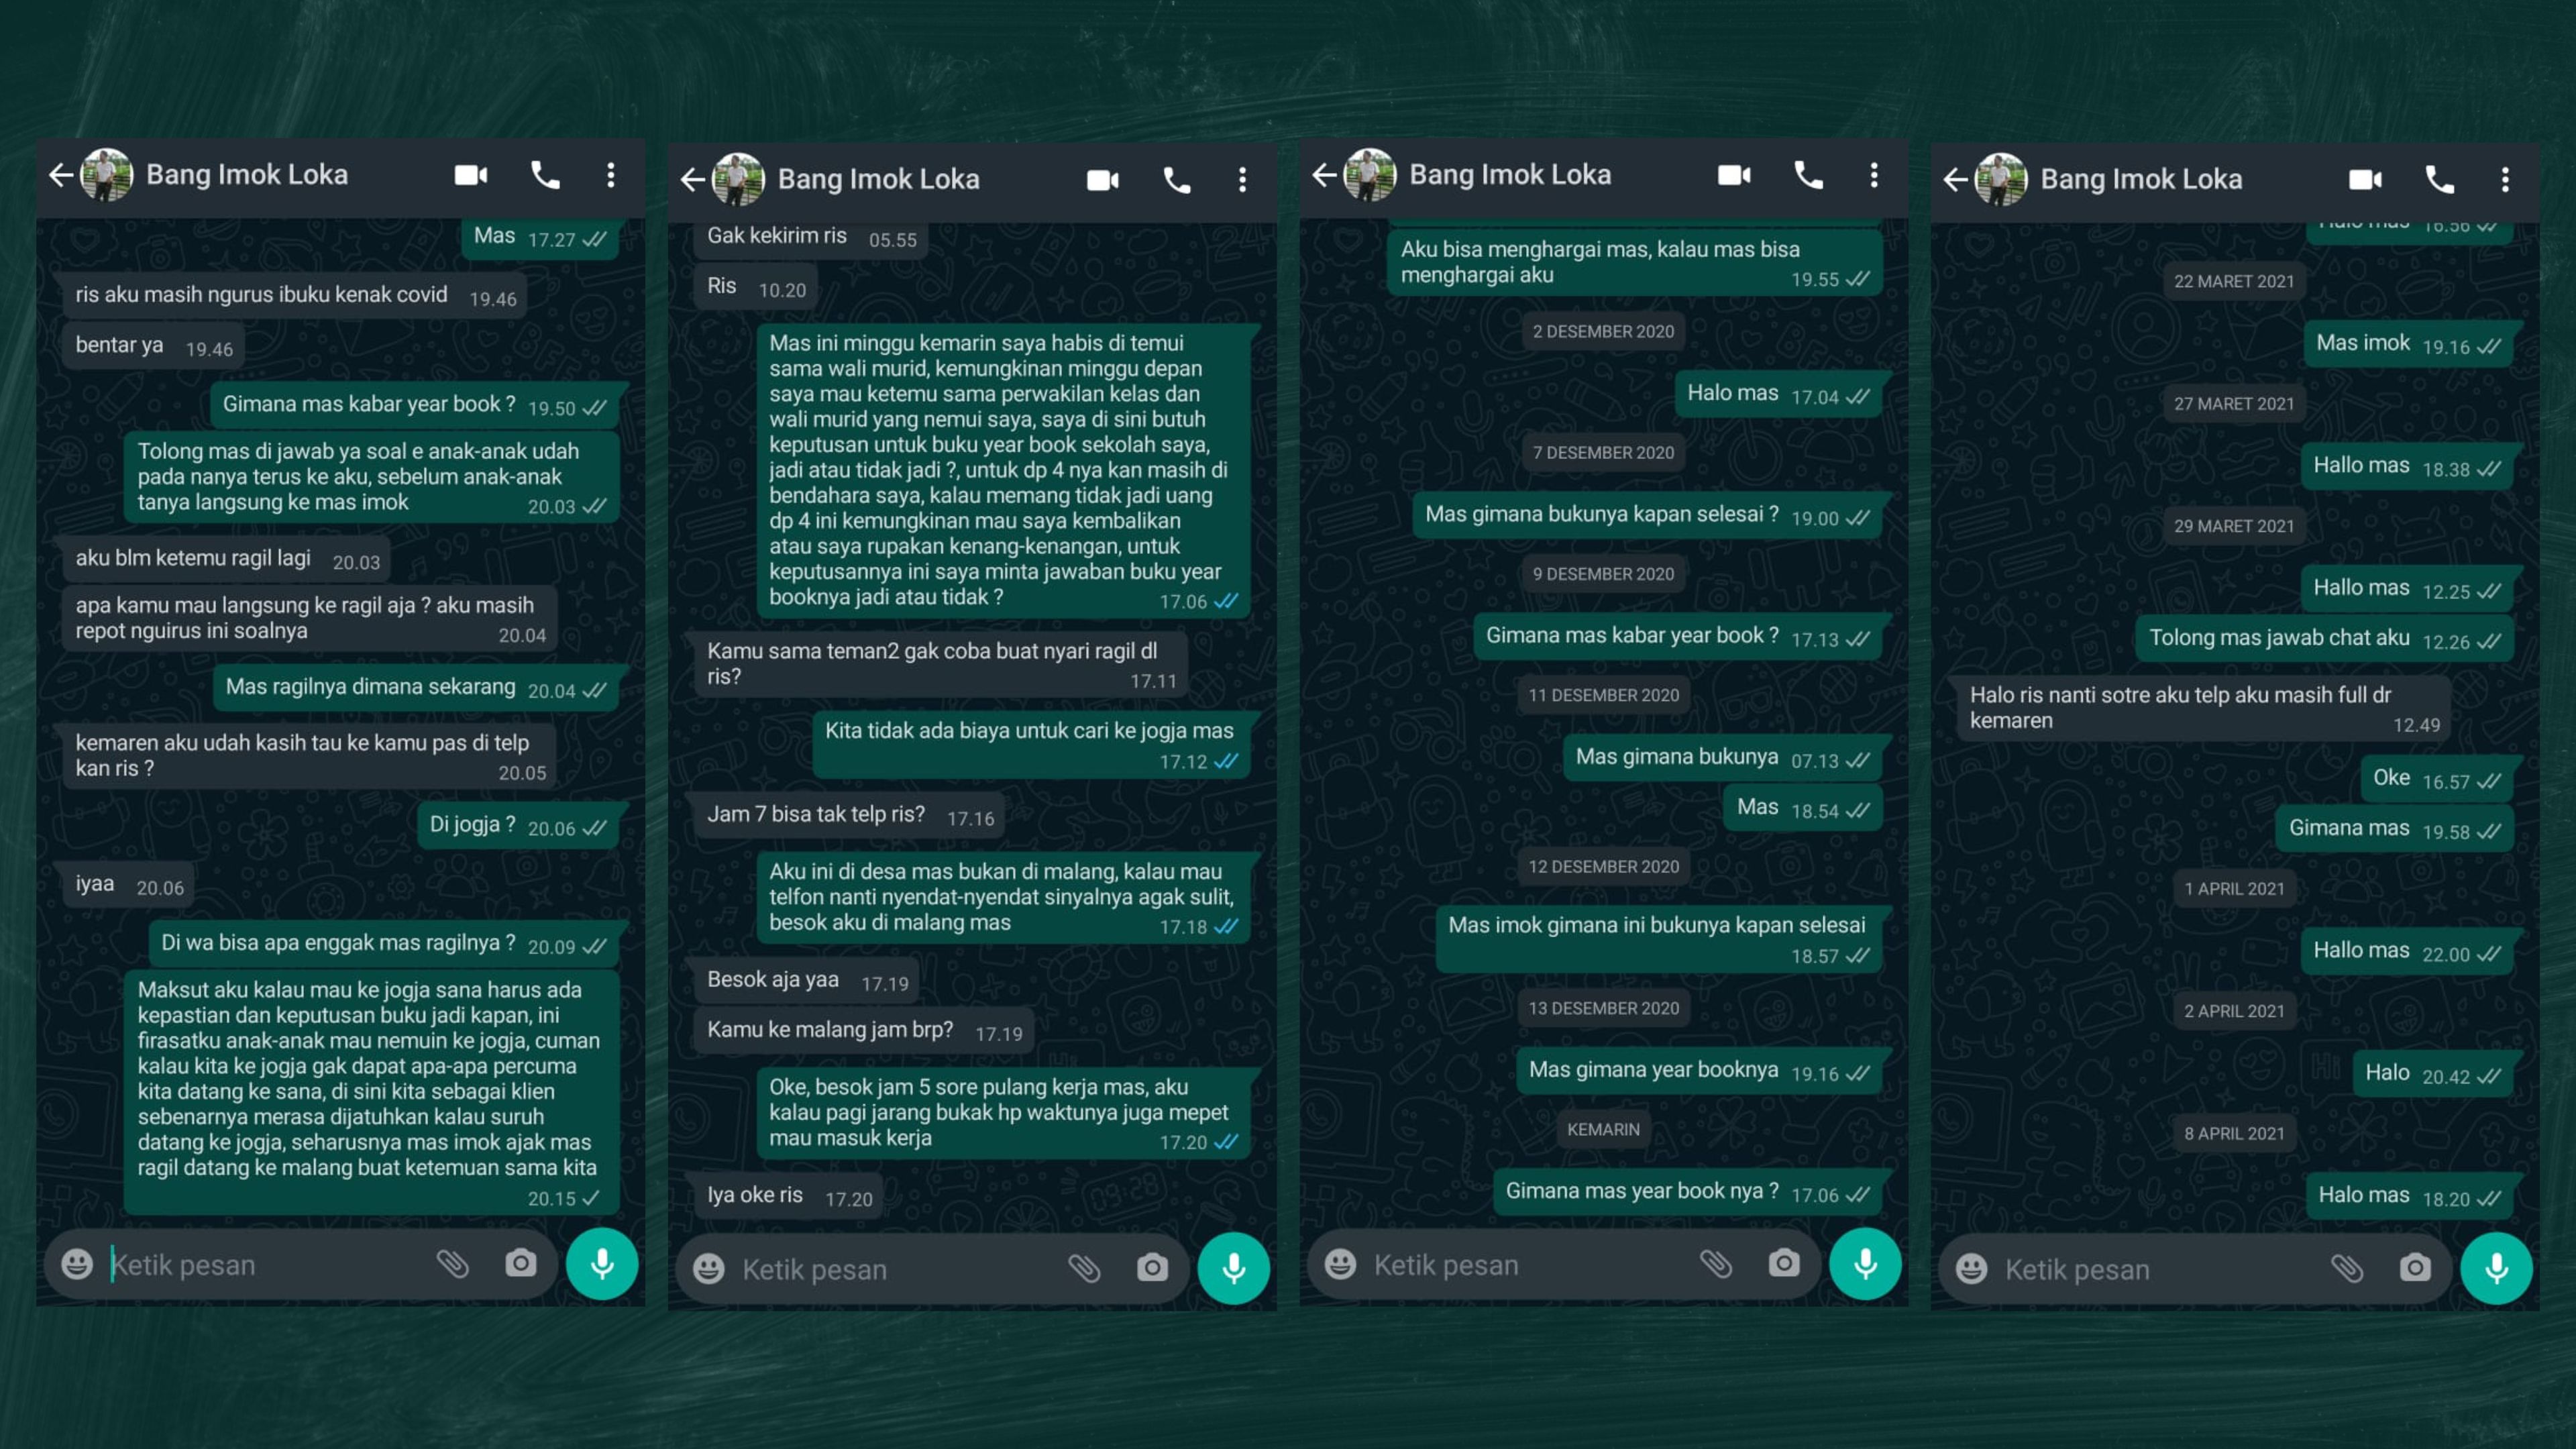 Bang Imok Loka
Mas 17.27
ris aku masih ngurus ibuku kenak covid 19.46
bentar ya 19.46
Gimana mas kabar year book ? 19.50
Tolong mas di jawab ya soal e anak-anak udah
pada nanya terus ke aku, sebelum anak-anak
tanya langsung ke mas imok 20.03
aku blm ketemu ragil lagi 20.03
apa kamu mau langsung ke ragil aja ? aku masih
repot nguirus ini soalnya 20.04
Mas ragilnya dimana sekarang 20.04
kemaren aku udah kasih tau ke kamu pas di telp
kan ris ? 20.05
Di jogja ? 20.06
iyaa 20.06
Di wa bisa apa enggak mas ragilnya ? 20.09
Maksut aku kalau mau ke jogja sana harus ada
kepastian dan keputusan buku jadi kapan, ini
firasatku anak-anak mau nemuin ke jogja, cuman
kalau kita ke jogja gak dapat apa-apa percuma
kita datang ke sana, di sini kita sebagai klien
sebenarnya merasa dijatuhkan kalau suruh
datang ke jogja, seharusnya mas imok ajak mas
ragil datang ke malang buat ketemuan sama kita
20.15
Ketik pesan
Bang Imok Loka
Gak kekirim ris 05.55
Ris 10.20
Mas ini minggu kemarin saya habis di temui
sama wali murid, kemungkinan minggu depan
saya mau ketemu sama perwakilan kelas dan
wali murid yang nemui saya, saya di sini butuh
keputusan untuk buku year book sekolah saya,
jadi atau tidak jadi ?, untuk dp 4 nya kan masih di
bendahara saya, kalau memang tidak jadi uang
dp 4 ini kemungkinan mau saya kembalikan
atau saya rupakan kenang-kenangan, untuk
keputusannya ini saya minta jawaban buku year
booknya jadi atau tidak ? 17.06
Kamu sama teman2 gak coba buat nyari ragil dl
ris? 17.11
Kita tidak ada biaya untuk cari ke jogja mas
17.12
Jam 7 bisa tak telp ris? 17.16
Aku ini di desa mas bukan di malang, kalau mau
telfon nanti nyendat-nyendat sinyalnya agak sulit,
besok aku di malang mas 17.18
Besok aja yaa 17.19
Kamu ke malang jam brp? 17.19
Oke, besok jam 5 sore pulang kerja mas, aku
kalau pagi jarang bukak hp waktunya juga mepet
mau masuk kerja 17.20
Iya oke ris 17.20
Ketik pesan
Bang Imok Loka
Aku bisa menghargai mas, kalau mas bisa
menghargai aku 19.55
2 DESEMBER 2020
Halo mas 17.04
7 DESEMBER 2020
Mas gimana bukunya kapan selesai ? 19.00
9 DESEMBER 2020
Gimana mas kabar year book ? 17.13
11 DESEMBER 2020
Mas gimana bukunya 07.13
Mas 18.54
12 DESEMBER 2020
Mas imok gimana ini bukunya kapan selesai
18.57
13 DESEMBER 2020
Mas gimana year booknya 19.16
KEMARIN
Gimana mas year book nya ? 17.06
Ketik pesan
Bang Imok Loka
Halo mas 16.56
22 MARET 2021
Mas imok 19.16
27 MARET 2021
Hallo mas 18.38
29 MARET 2021
Hallo mas 12.25
Tolong mas jawab chat aku 12.26
Halo ris nanti sotre aku telp aku masih full dr
kemaren 12.49
Oke 16.57
Gimana mas 19.58
1 APRIL 2021
Hallo mas 22.00
2 APRIL 2021
Halo 20.42
8 APRIL 2021
Halo mas 18.20
Ketik pesan